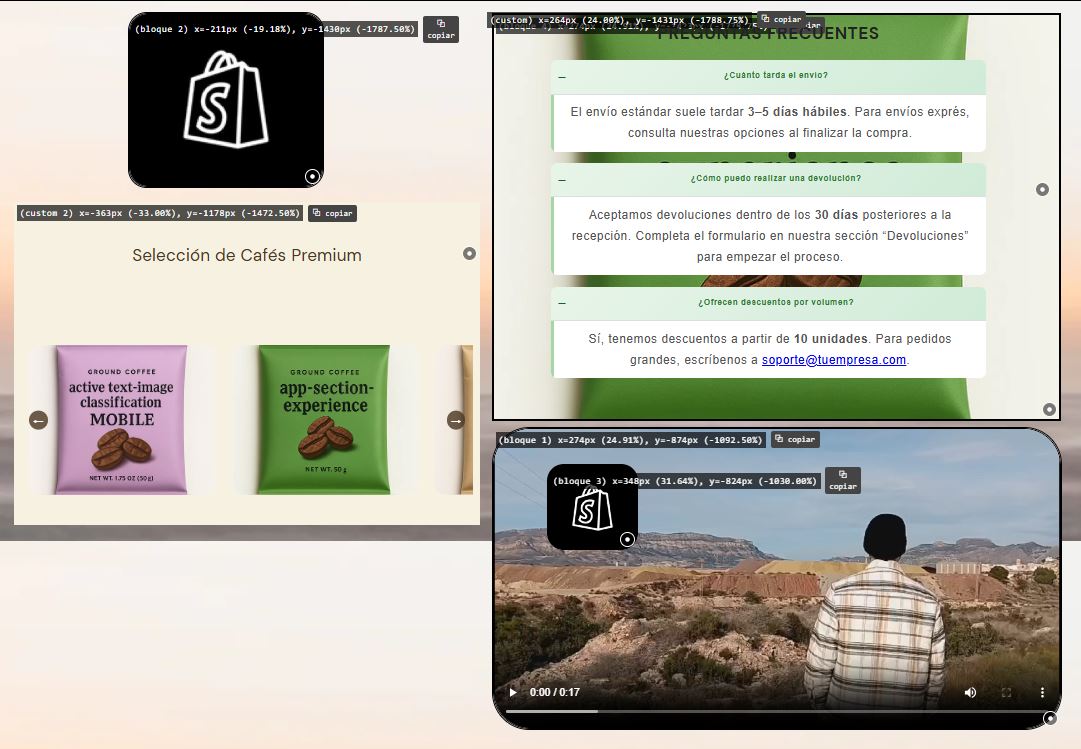 (bloque 2) x=-211px (-19.18%), y=-1430px (-1787.50%)
copiar
S
(custom) x=264px (24.00%), y=-1431px (-1788.75%)
copiar
PREGUNTAS FRECUENTES
– ¿Cuánto tarda el envío?
El envío estándar suele tardar 3–5 días hábiles. Para envíos exprés,
consulta nuestras opciones al finalizar la compra.
– ¿Cómo puedo realizar una devolución?
Aceptamos devoluciones dentro de los 30 días posteriores a la
recepción. Completa el formulario en nuestra sección “Devoluciones”
para empezar el proceso.
– ¿Ofrecen descuentos por volumen?
Sí, tenemos descuentos a partir de 10 unidades. Para pedidos
grandes, escríbenos a soporte@tuempresa.com.
(custom 2) x=-363px (-33.00%), y=-1178px (-1472.50%)
copiar
Selección de Cafés Premium
GROUND COFFEE
active text-image
classification
MOBILE
NET WT. 1.75 OZ (50g)
GROUND COFFEE
app-section-
experience
NET WT. 50 g
←
→
(bloque 1) x=274px (24.91%), y=-874px (-1092.50%)
copiar
(bloque 3) x=348px (31.64%), y=-824px (-1030.00%)
copiar
S
0:00 / 0:17